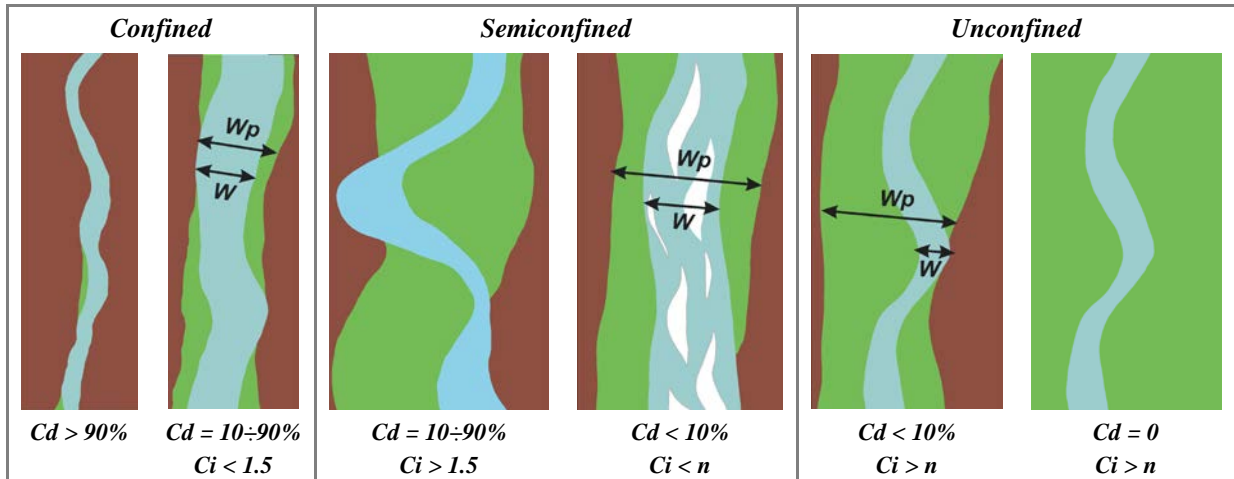 Confined
Semiconfined
Unconfined
Wp
W
Wp
W
Wp
W
Cd > 90%
Cd = 10÷90%
Ci < 1.5
Cd = 10÷90%
Ci > 1.5
Cd < 10%
Ci < n
Cd < 10%
Ci > n
Cd = 0
Ci > n